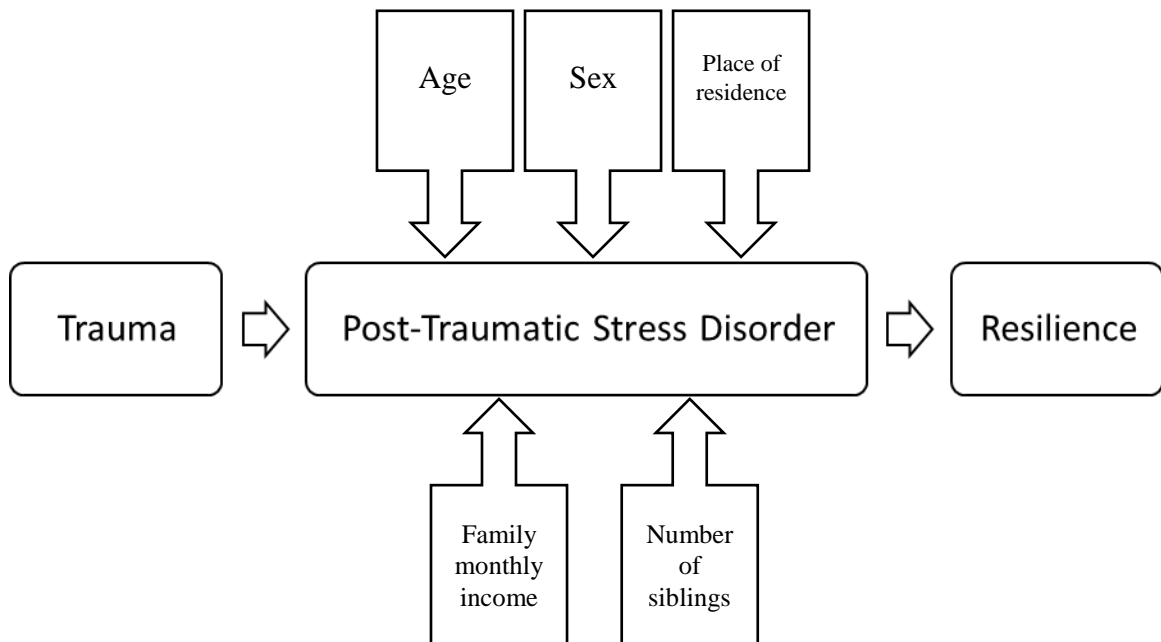 Age
Sex
Place of
residence
Trauma
Post-Traumatic Stress Disorder
Resilience
Family
monthly
income
Number
of
siblings